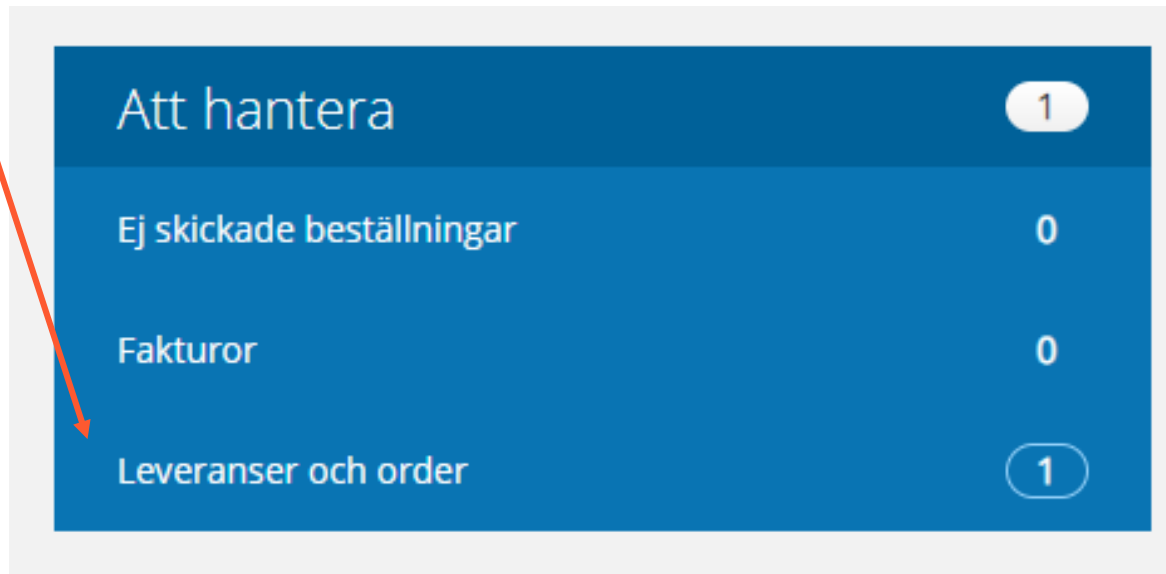 Att hantera 1
Ej skickade beställningar 0
Fakturor 0
Leveranser och order 1